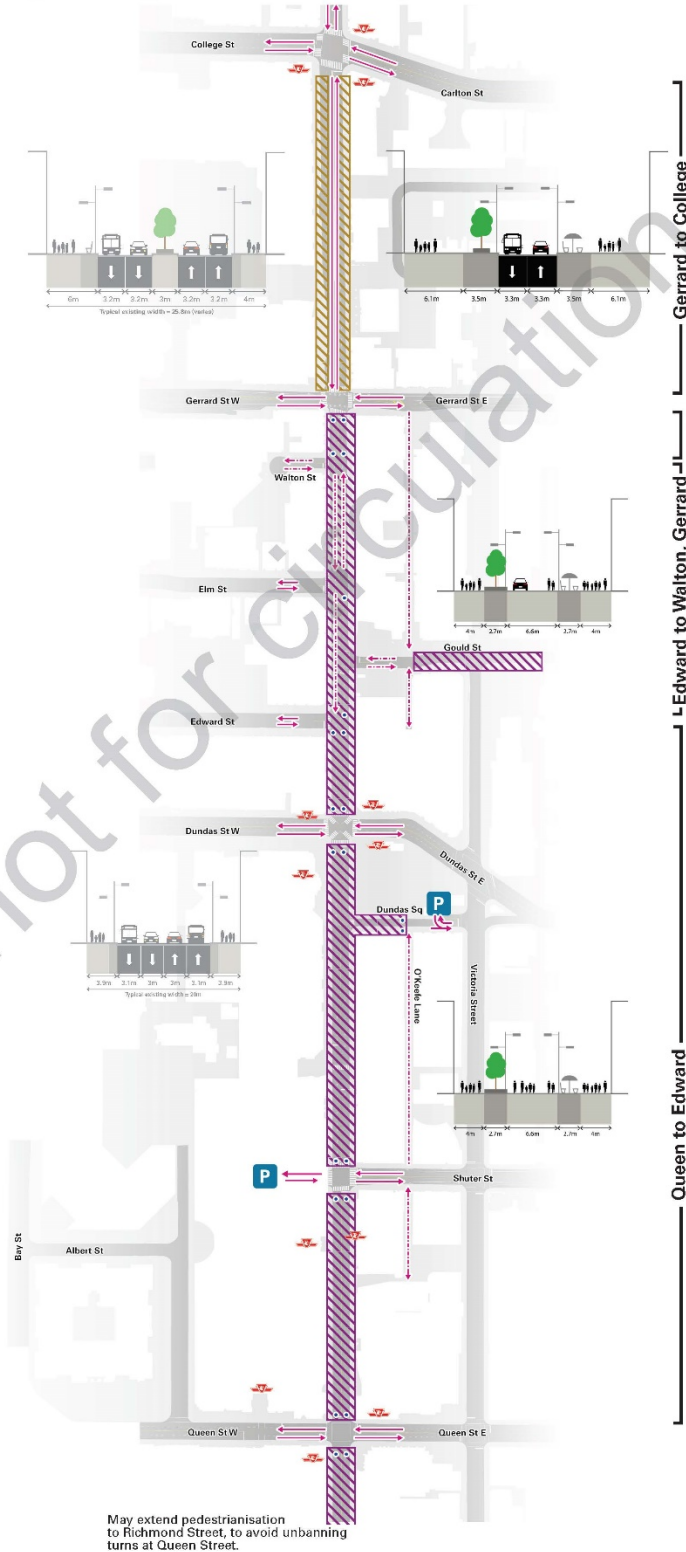 College St
Carlton St
6m 3.2m 3.2m 3m 3.2m 3.2m 4m
Typical existing width = 25.8m (varies)
6.1m 3.5m 3.3m 3.3m 3.5m 6.1m
Gerrard to College
Gerrard St W
Gerrard St E
Walton St
Elm St
4m 2.7m 6.6m 2.7m 4m
Gould St
Edward to Walton, Gerrard
Edward St
Dundas St W
Dundas St E
Dundas Sq
P
3.9m 3.1m 3m 3m 3.1m 3.9m
Typical existing width = 20m
O'Keefe Lane
Victoria Street
4m 2.7m 6.6m 2.7m 4m
Queen to Edward
P
Shuter St
Bay St
Albert St
Queen St W
Queen St E
May extend pedestrianisation
to Richmond Street, to avoid unbanning
turns at Queen Street.
not for circulation